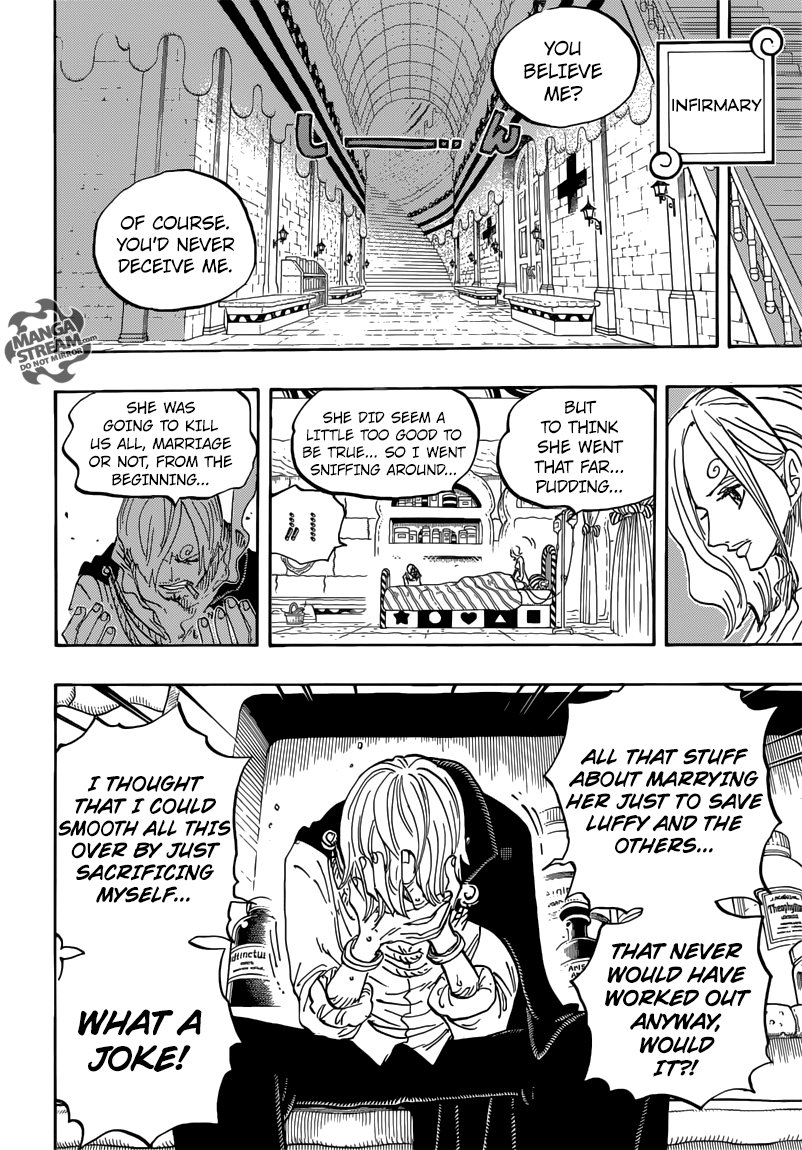 YOU
BELIEVE
ME?
INFIRMARY
し ー ん
OF COURSE.
YOU'D NEVER
DECEIVE ME.
MANGA
STREAM.com
DO NOT MIRROR
BUT
TO THINK
SHE WENT
THAT FAR...
PUDDING...
SHE DID SEEM A
LITTLE TOO GOOD TO
BE TRUE... SO I WENT
SNIFFING AROUND...
SHE WAS
GOING TO KILL
US ALL, MARRIAGE
OR NOT, FROM THE
BEGINNING...
ALL THAT STUFF
ABOUT MARRYING
HER JUST TO SAVE
LUFFY AND THE
OTHERS...
THAT NEVER
WOULD HAVE
WORKED OUT
ANYWAY,
WOULD
IT?!
I THOUGHT
THAT I COULD
SMOOTH ALL THIS
OVER BY JUST
SACRIFICING
MYSELF...
WHAT A
JOKE!